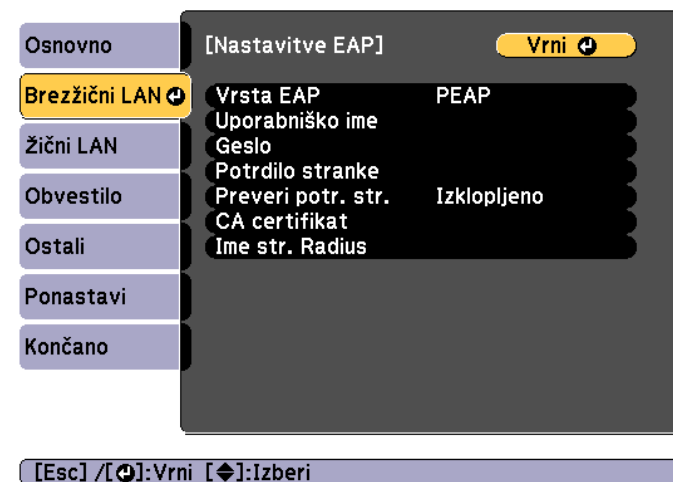 Osnovno
Brezžični LAN
Žični LAN
Obvestilo
Ostali
Ponastavi
Končano
[Nastavitve EAP] Vrni
Vrsta EAP PEAP
Uporabniško ime
Geslo
Potrdilo stranke
Preveri potr. str. Izklopljeno
CA certifikat
Ime str. Radius
[Esc] /[⏎]:Vrni [◆]:Izberi